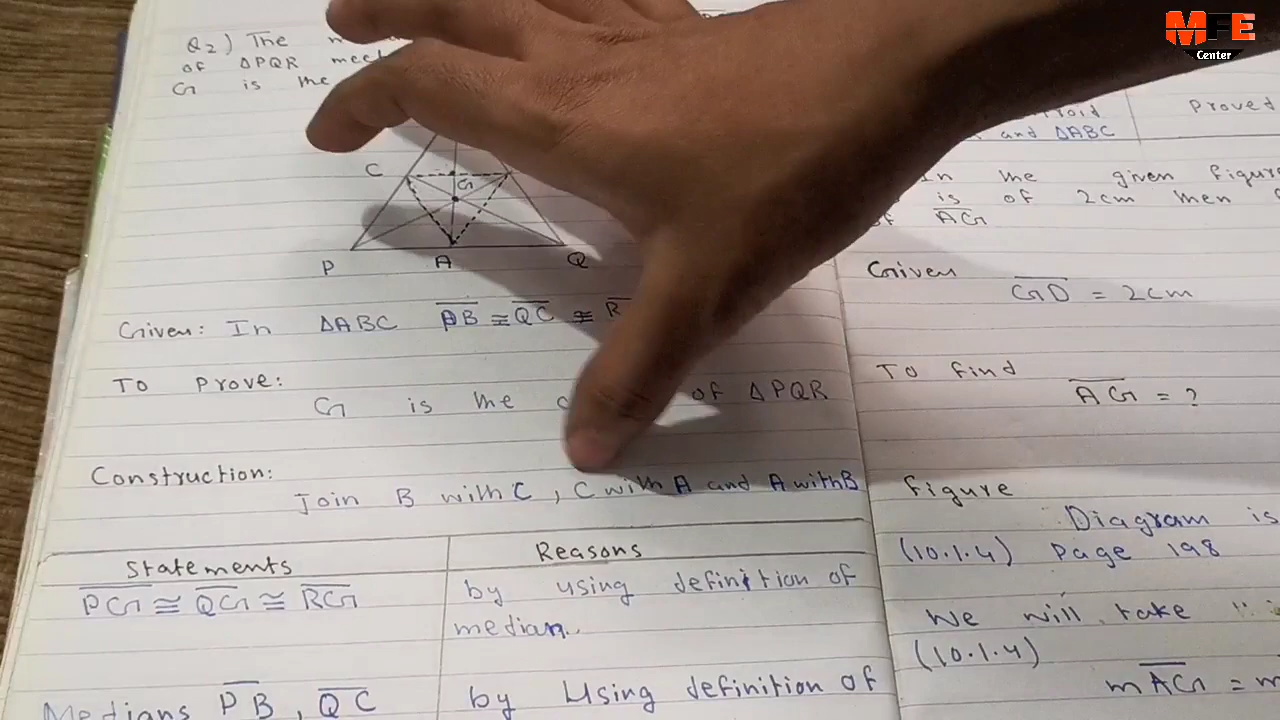 MFE
Center
Q2) The
of ΔPQR meet
G is the
C
G
P
A
Q
Given: In ΔABC PB ≅ QC ≅ R
To Prove:
G is the of ΔPQR
Construction:
Join B with C, C with A and A with B
Statements
Reasons
PG ≅ QG ≅ RG
by using definition of
median.
Medians PB, QC
by Using definition of
Proved
and ΔABC
In the given figure
is of 2cm then
of AG
Given
GD = 2cm
To find
AG = ?
figure
Diagram is
(10.1.4) Page 198
We will take
(10.1.4)
mAG = m